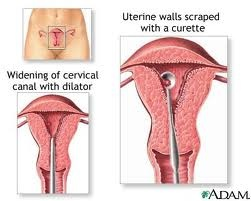 Uterine walls scraped
with a curette
Widening of cervical
canal with dilator
ADAM.